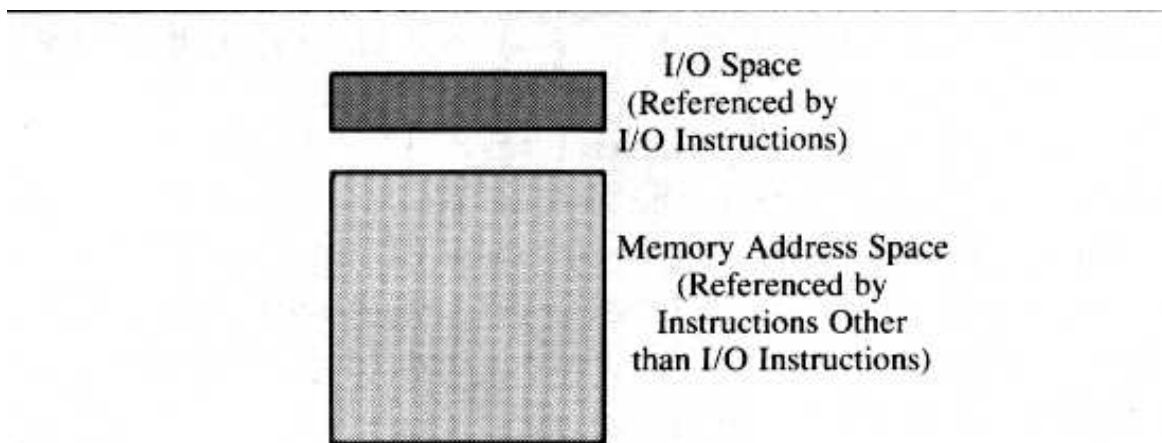 I/O Space
(Referenced by
I/O Instructions)
Memory Address Space
(Referenced by
Instructions Other
than I/O Instructions)